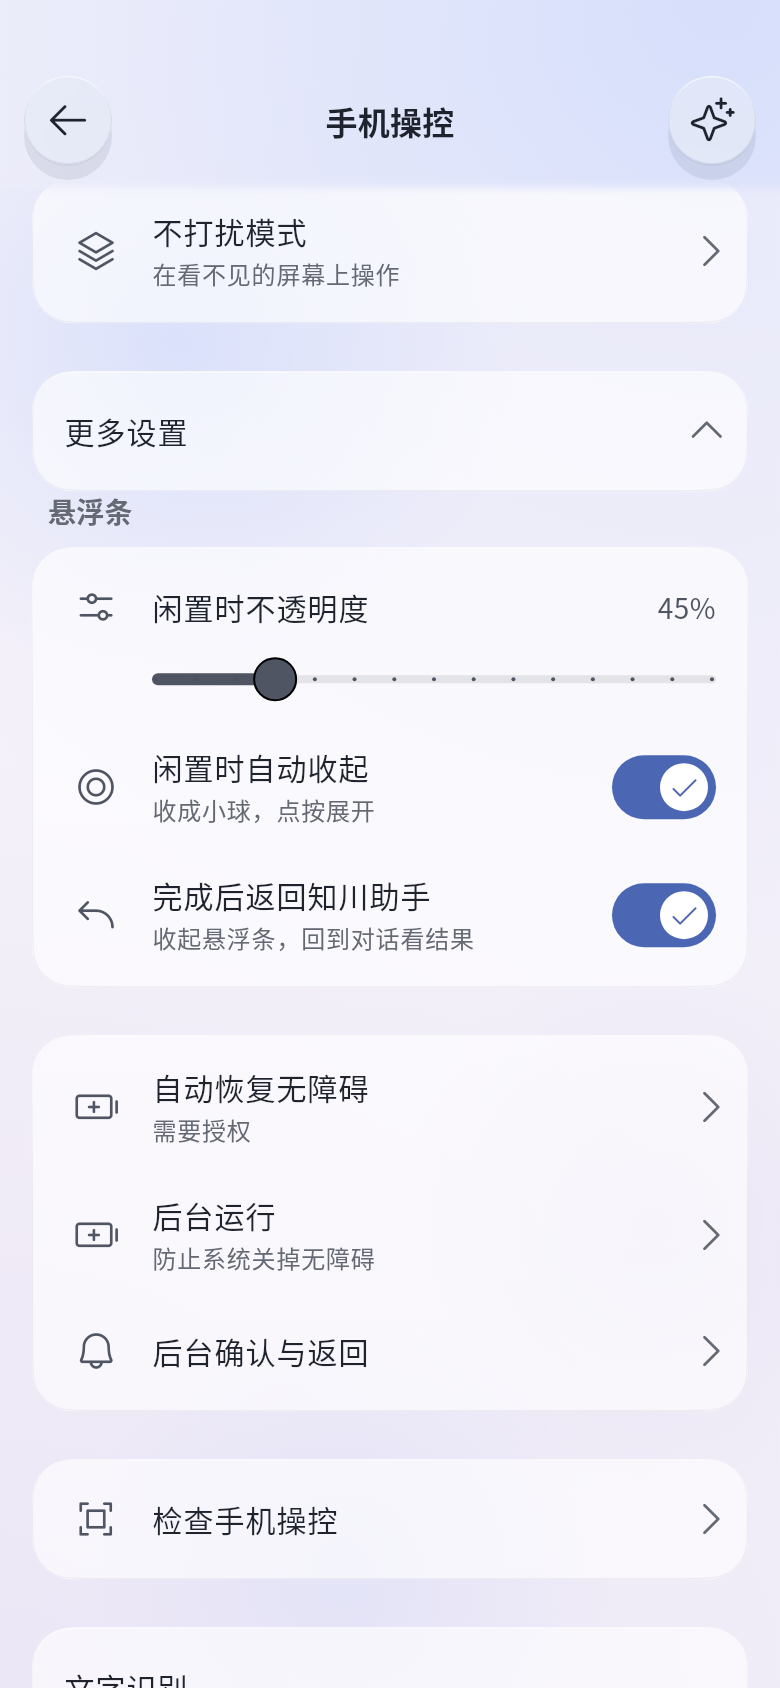 手机操控
不打扰模式
在看不见的屏幕上操作
更多设置
悬浮条
闲置时不透明度
45%
闲置时自动收起
收成小球，点按展开
完成后返回知川助手
收起悬浮条，回到对话看结果
自动恢复无障碍
需要授权
后台运行
防止系统关掉无障碍
后台确认与返回
检查手机操控
文字识别